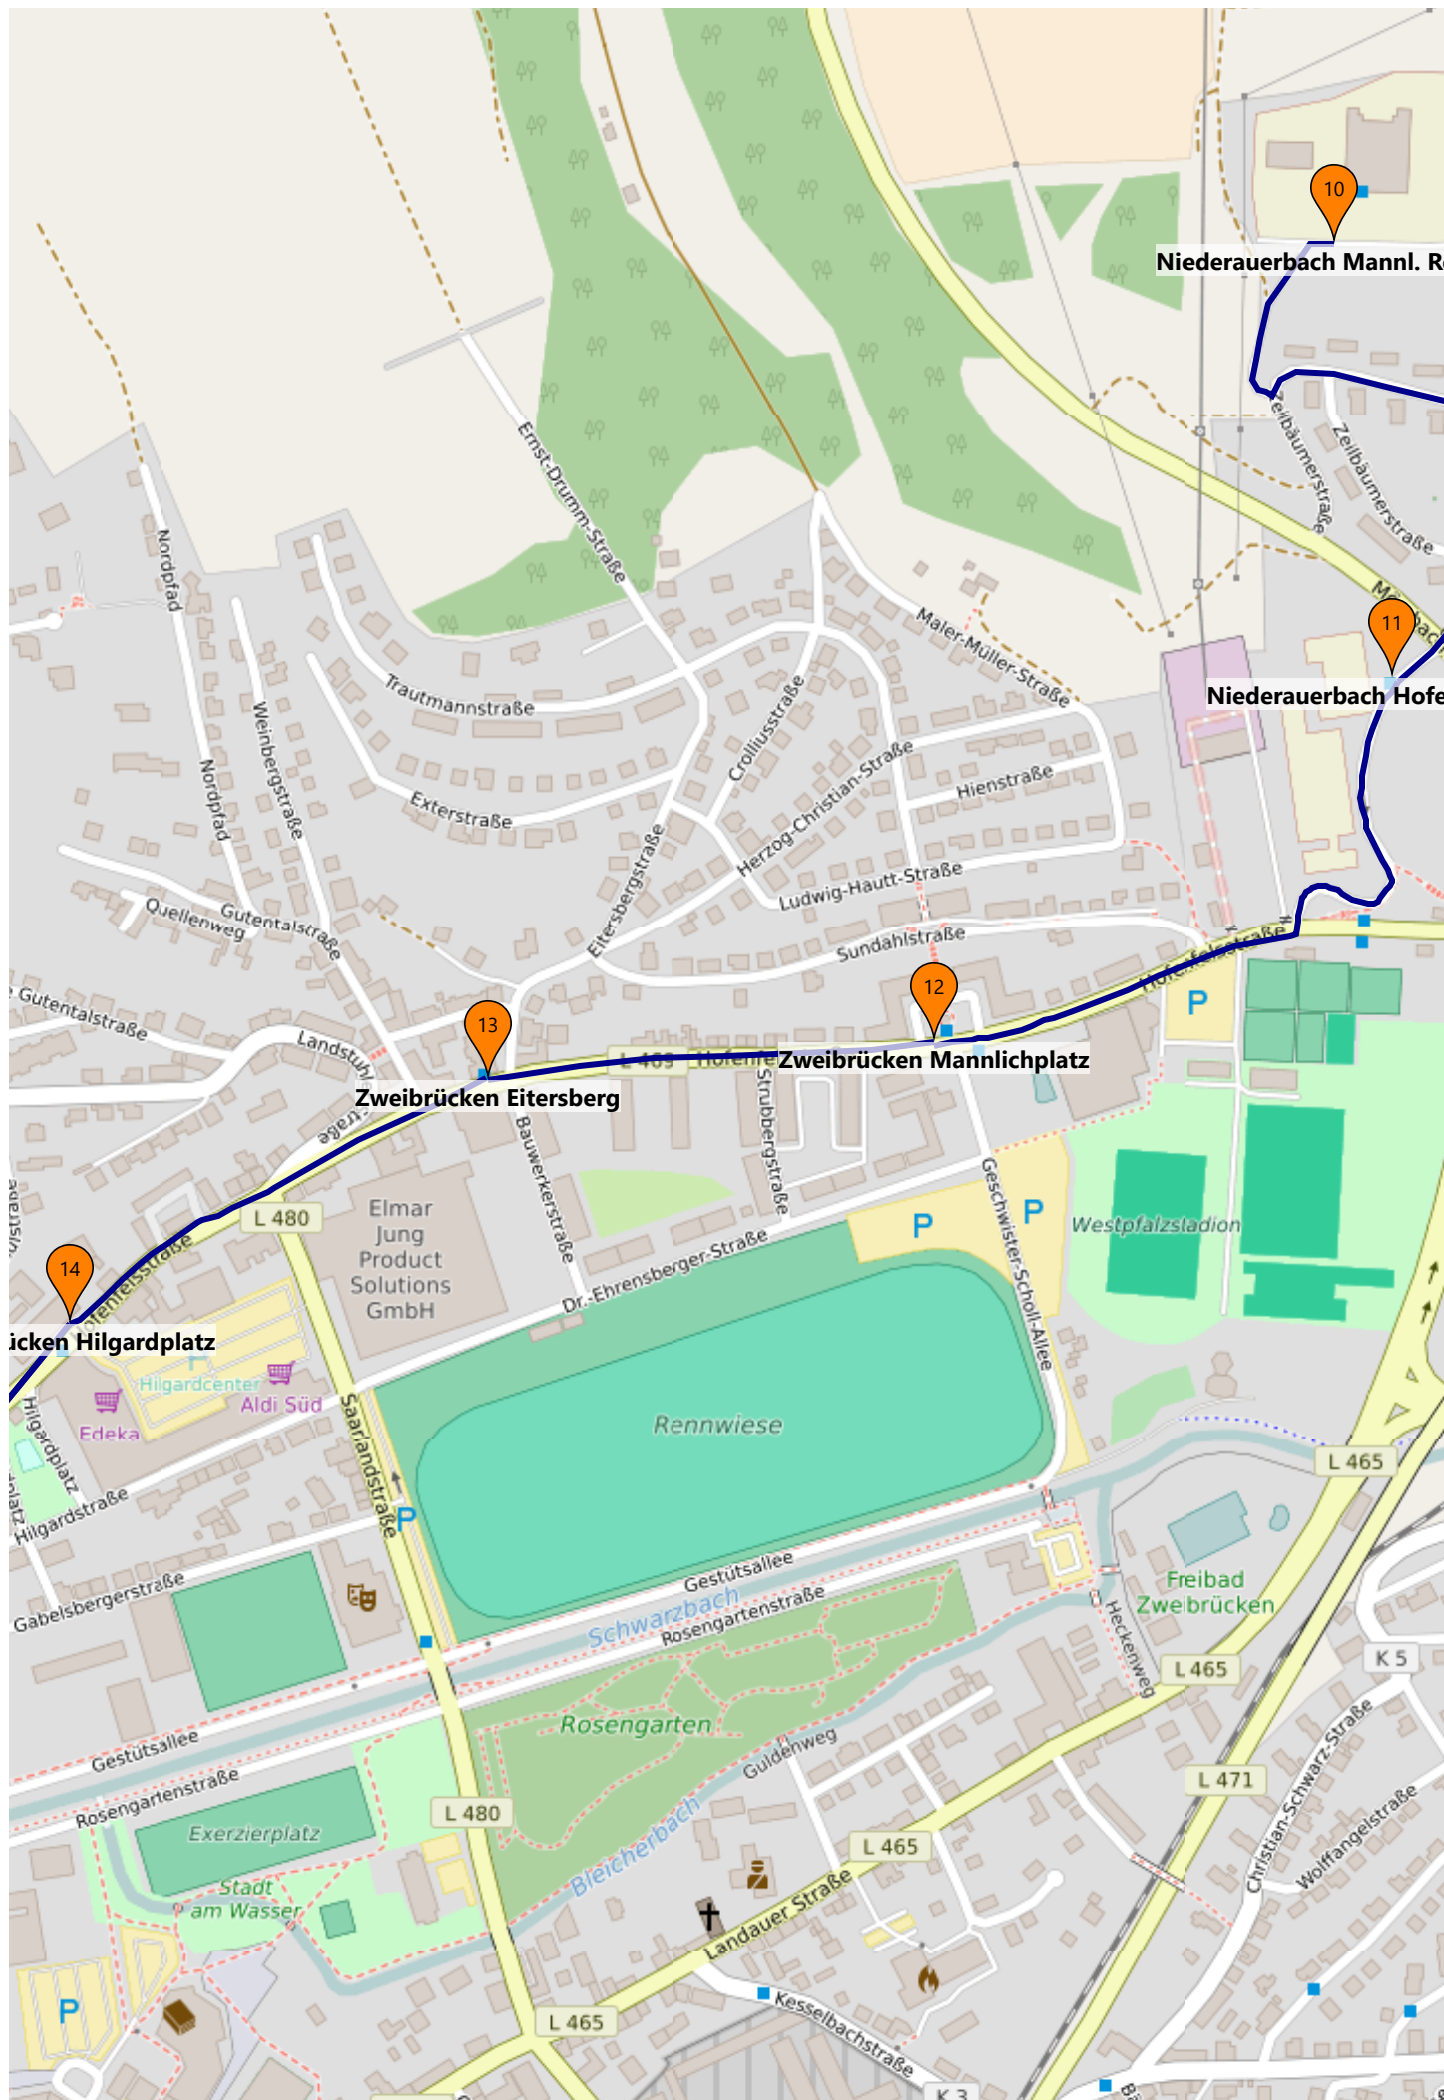 10
Niederauerbach Mannl. R
Zeilbäumerstraße
Zeilbäumerstraße
Ernst-Drumm-Straße
Nordpfad
11
Niederauerbach Hofe
Maler-Müller-Straße
Trautmannstraße
Weinbergstraße
Crolliusstraße
Nordpfad
Herzog-Christian-Straße
Hienstraße
Exterstraße
Eitersbergstraße
Ludwig-Hautt-Straße
Quellenweg
Gutentalstraße
Sundahlstraße
Hofenfelsstraße
12
P
Gutentalstraße
13
L 469
Zweibrücken Mannlichplatz
Zweibrücken Eitersberg
Strubbergstraße
Bauwerkerstraße
Geschwister-Scholl-Allee
L 480
Elmar
Jung
Product
Solutions
GmbH
P
P
Westpfalzsladion
14
Hofenfelsstraße
Dr.-Ehrensberger-Straße
ücken Hilgardplatz
P
Hilgardcenter
Aldi Süd
Edeka
Hilgardplatz
Saarlandstraße
Rennwiese
L 465
Hilgardstraße
P
Gestütsallee
Gabelsbergerstraße
Schwarzbach
Rosengartenstraße
Freibad
Zweibrücken
Heckenweg
K 5
L 465
Rosengarten
Guldenweg
Gestütsallee
Rosengartenstraße
L 471
Christian-Schwarz-Straße
Wolffangelstraße
L 480
Exerzierplatz
L 465
Bleicherbach
Stadt
am Wasser
Landauer Straße
P
L 465
Kesselbachstraße
K 3